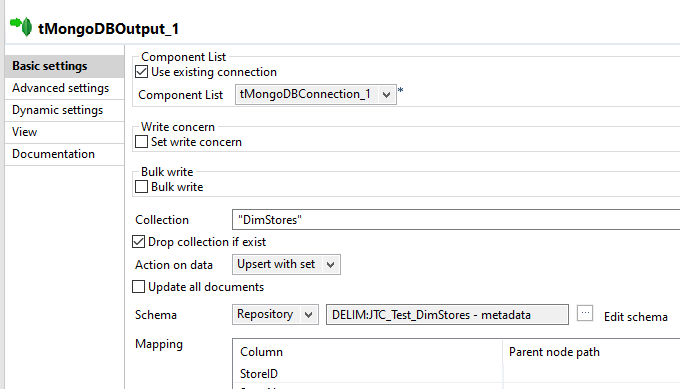 tMongoDBOutput_1
Basic settings
Advanced settings
Dynamic settings
View
Documentation
Component List
Use existing connection
Component List tMongoDBConnection_1 *
Write concern
Set write concern
Bulk write
Bulk write
Collection "DimStores"
Drop collection if exist
Action on data Upsert with set
Update all documents
Schema Repository DELIM:JTC_Test_DimStores - metadata ... Edit schema
Mapping
Column Parent node path
StoreID